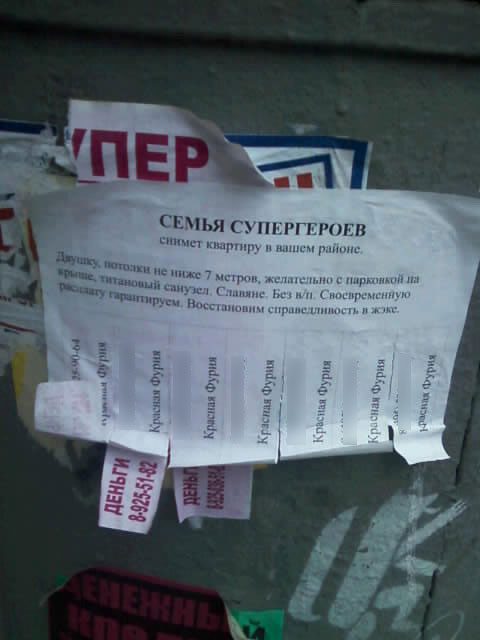 УПЕР
СЕМЬЯ СУПЕРГЕРОЕВ
снимет квартиру в вашем районе.
Двушку, потолки не ниже 7 метров, желательно с парковкой на
крыше, титановый санузел. Славяне. Без в/п. Своевременную
расплату гарантируем. Восстановим справедливость в жэке.
Красная Фурия
Красная Фурия
Красная Фурия
Красная Фурия
Красная Фурия
Красная Фурия
Красная Фурия
ДЕНЬГИ
8-925-51-82
ДЕНЬГИ
ДЕНЕЖНЫ